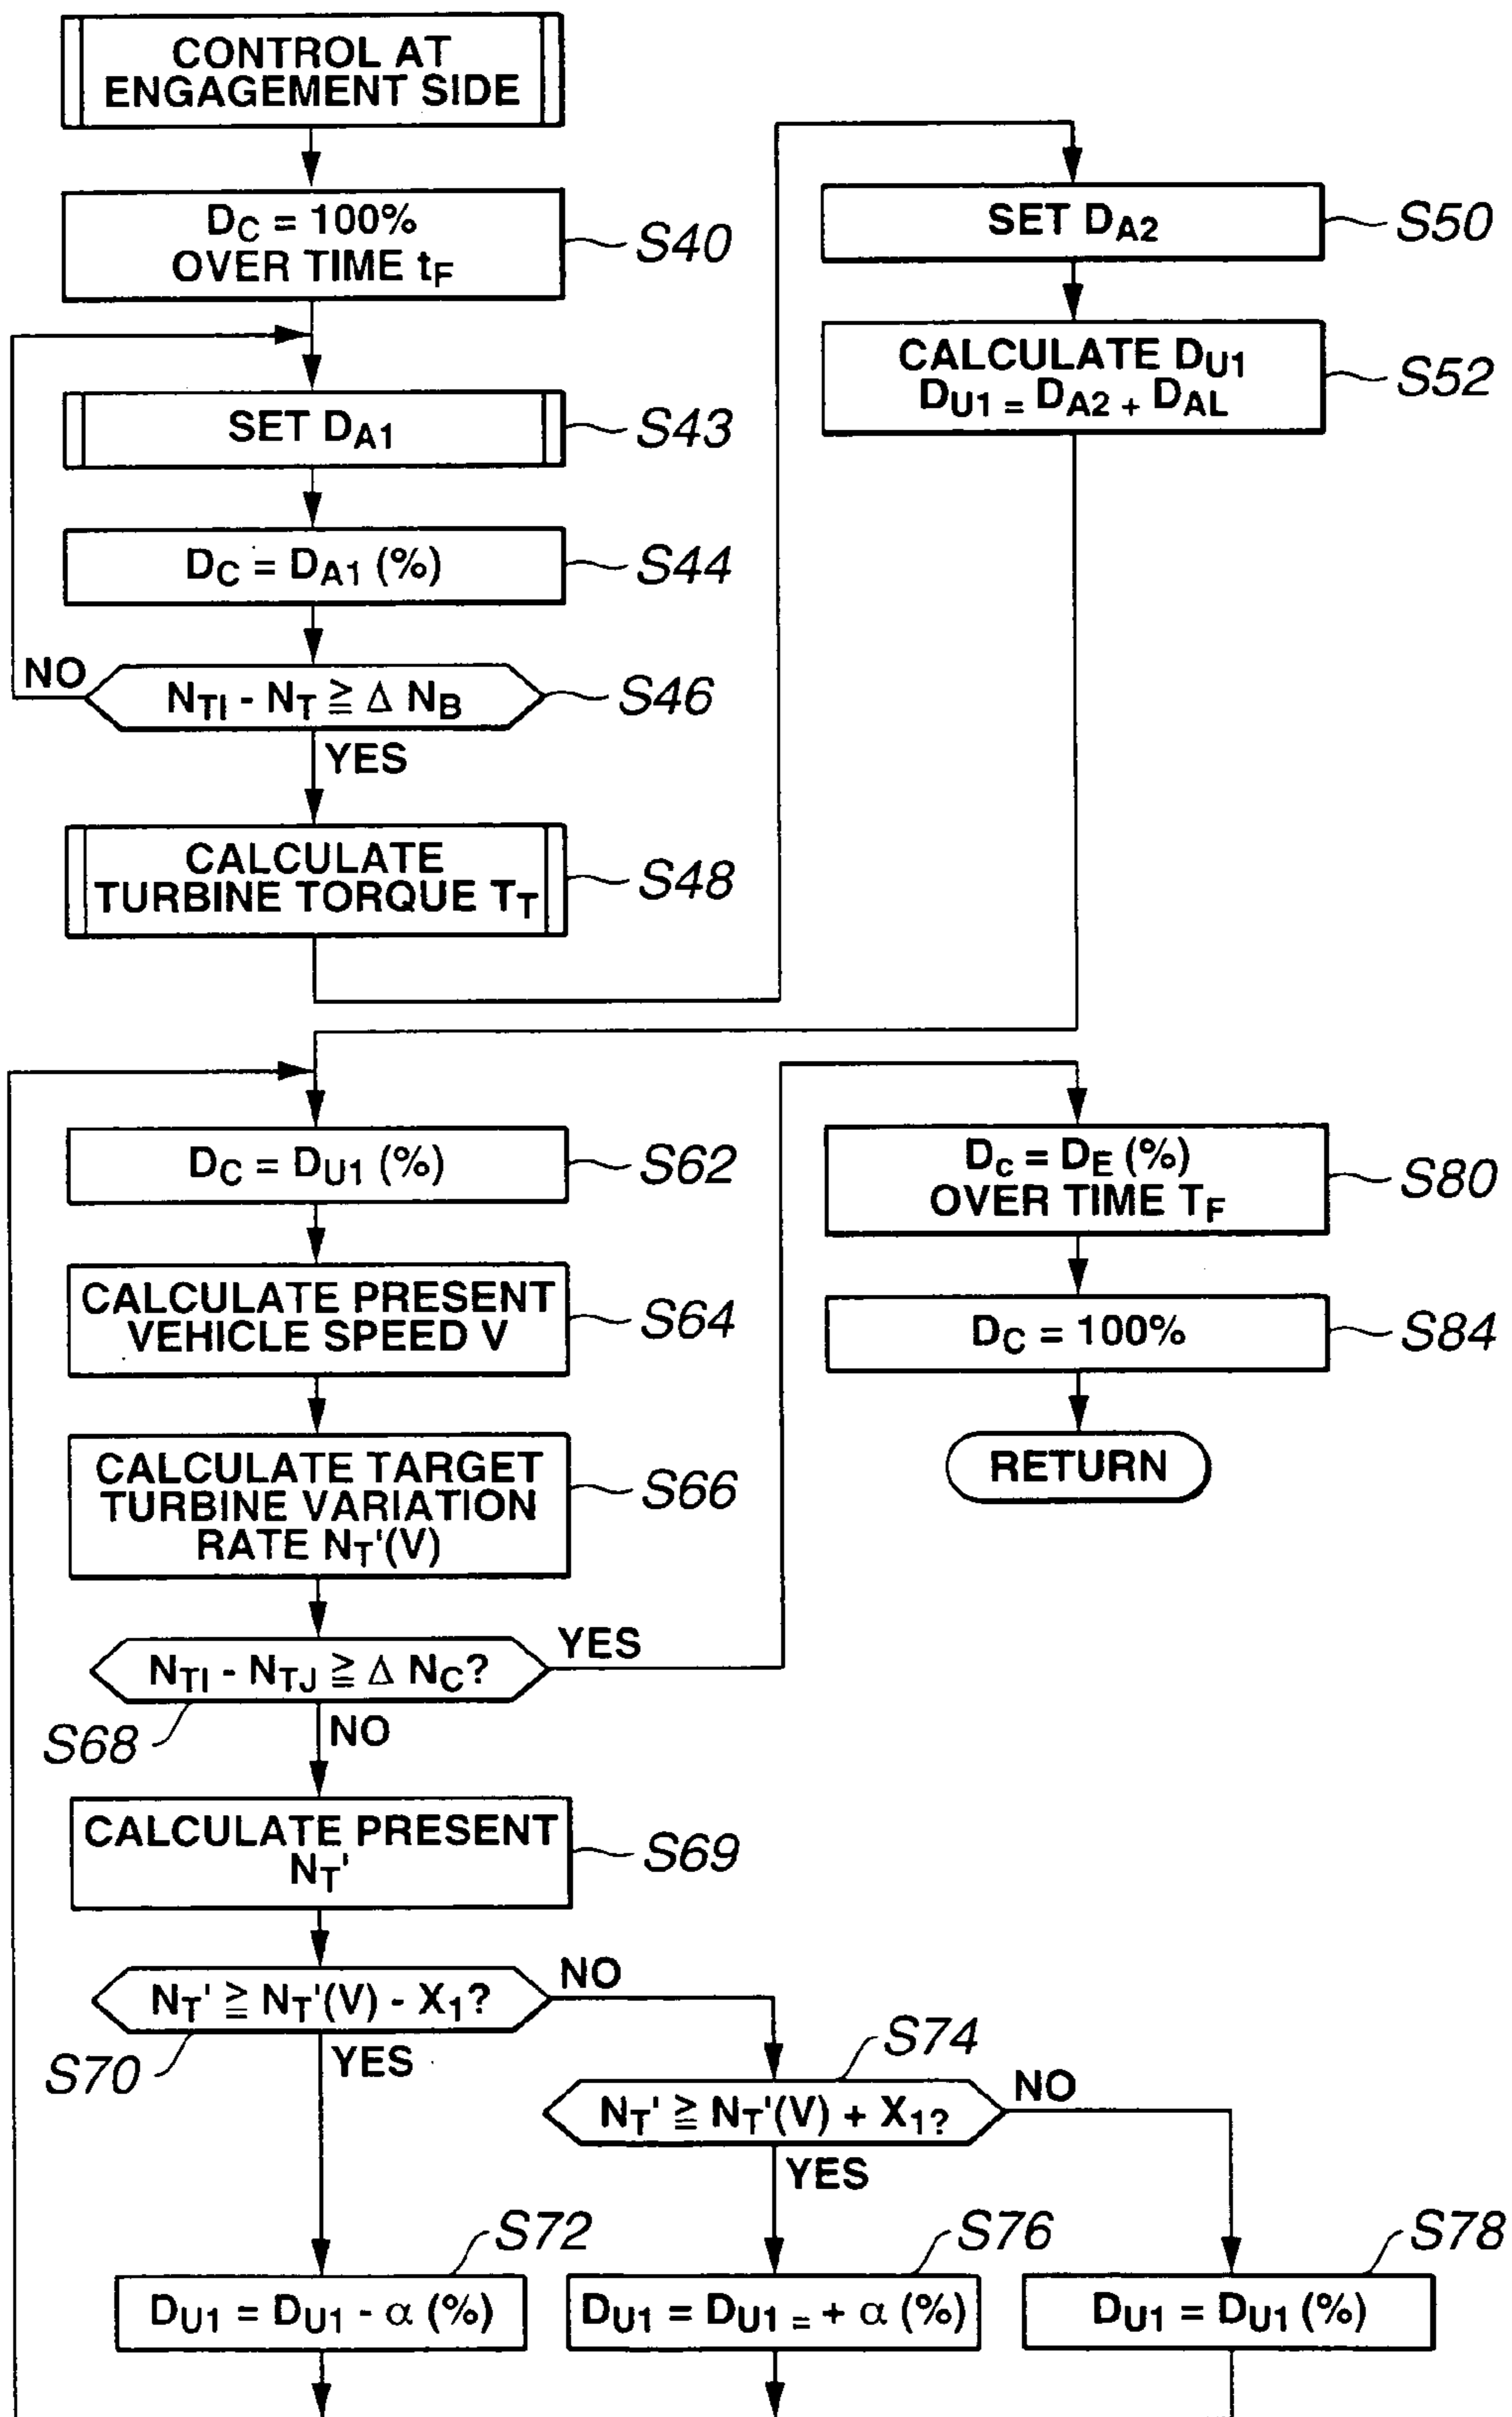 CONTROL AT
ENGAGEMENT SIDE
DC = 100%
OVER TIME tF
S40
SET DA1
S43
DC = DA1 (%)
S44
NO
NTI - NT ≧ Δ NB
S46
YES
CALCULATE
TURBINE TORQUE TT
S48
SET DA2
S50
CALCULATE DU1
DU1 = DA2 + DAL
S52
DC = DU1 (%)
S62
CALCULATE PRESENT
VEHICLE SPEED V
S64
CALCULATE TARGET
TURBINE VARIATION
RATE NT'(V)
S66
NTI - NTJ ≧ Δ NC?
YES
S68
NO
DC = DE (%)
OVER TIME TF
S80
DC = 100%
S84
RETURN
CALCULATE PRESENT
NT'
S69
NT' ≧ NT'(V) - X1?
NO
S70
YES
S74
NT' ≧ NT'(V) + X1?
NO
YES
S72
DU1 = DU1 - α (%)
S76
DU1 = DU1 = + α (%)
S78
DU1 = DU1 (%)